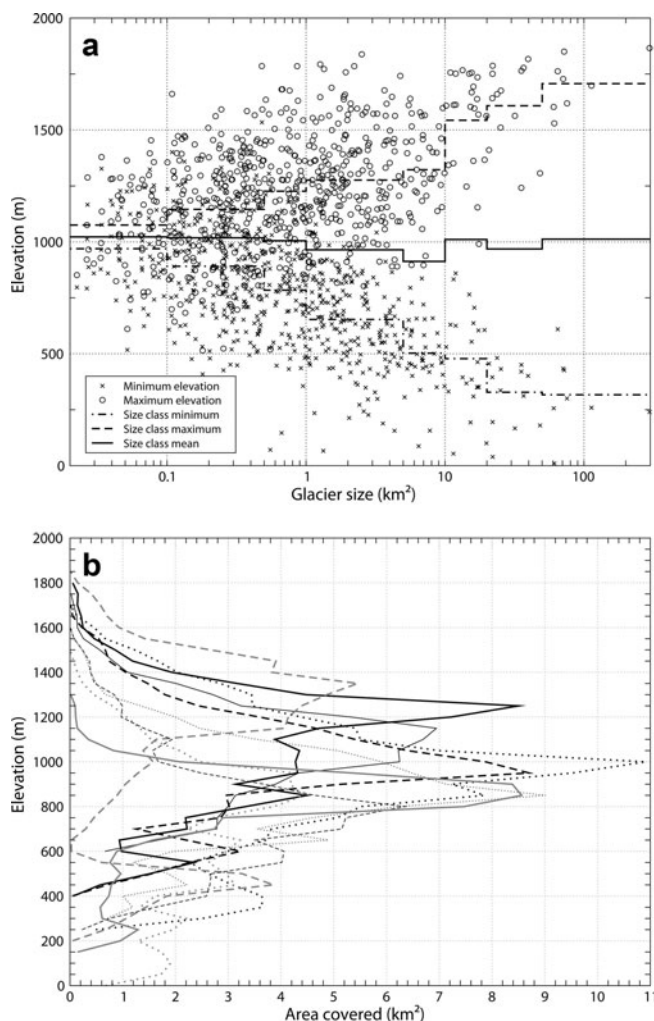 a
2000
1500
1000
500
0
Elevation (m)
× Minimum elevation
○ Maximum elevation
Size class minimum
Size class maximum
Size class mean
0.1 1 10 100
Glacier size (km²)
b
2000
1800
1600
1400
1200
1000
800
600
400
200
0
Elevation (m)
0 1 2 3 4 5 6 7 8 9 10 11
Area covered (km²)